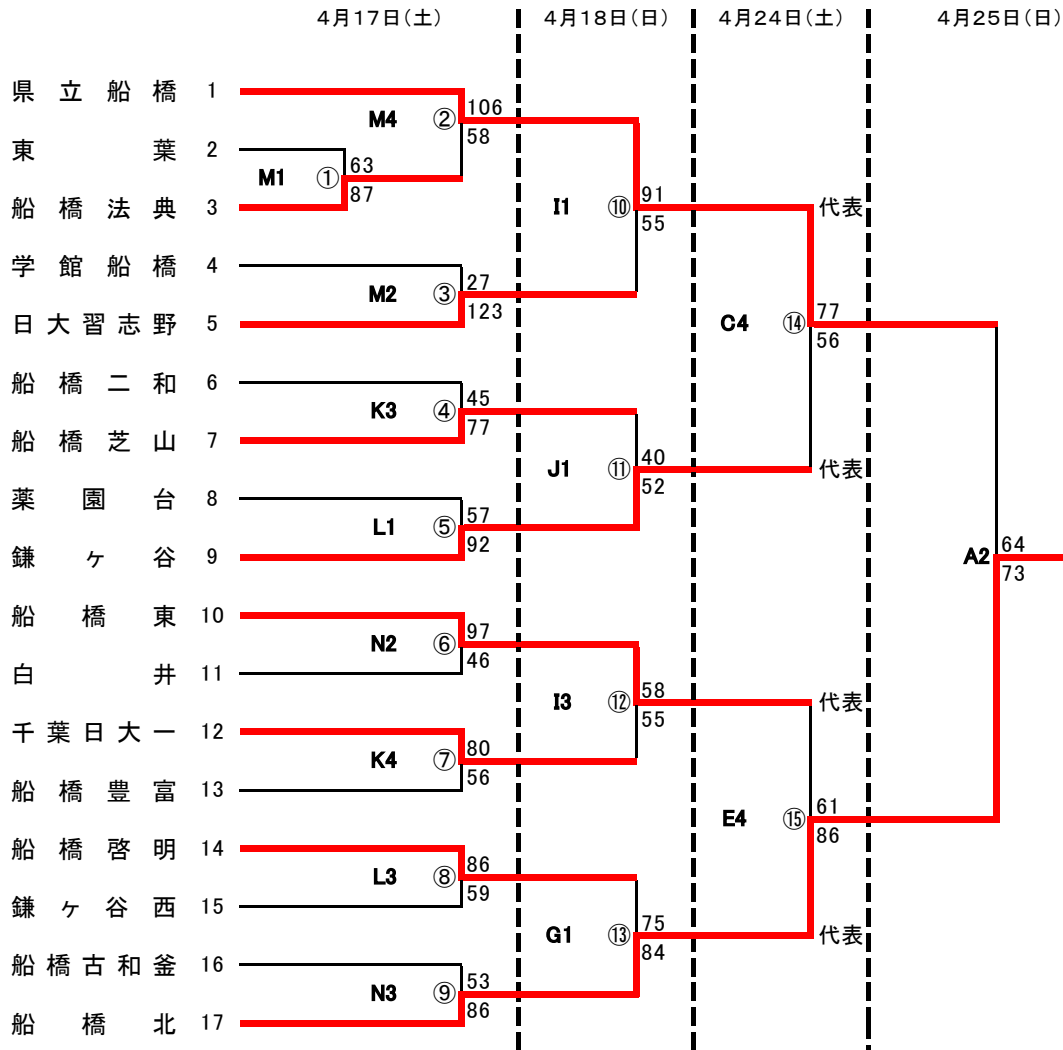 4月17日(土) 4月18日(日) 4月24日(土) 4月25日(日)
県立船橋 1
106
M4 ②
58
東葉 2
63
M1 ①
87
船橋法典 3
91 代表
I1 ⑩
55
学館船橋 4
27
M2 ③
123
日大習志野 5
77
C4 ⑭
56
船橋二和 6
45
K3 ④
77
船橋芝山 7
40 代表
J1 ⑪
52
薬園台 8
57
L1 ⑤
92
鎌ヶ谷 9
64
A2
73
船橋東 10
97
N2 ⑥
46
白井 11
58 代表
I3 ⑫
55
千葉日大一 12
80
K4 ⑦
56
船橋豊富 13
61
E4 ⑮
86
船橋啓明 14
86
L3 ⑧
59
鎌ヶ谷西 15
75 代表
G1 ⑬
84
船橋古和釜 16
53
N3 ⑨
86
船橋北 17